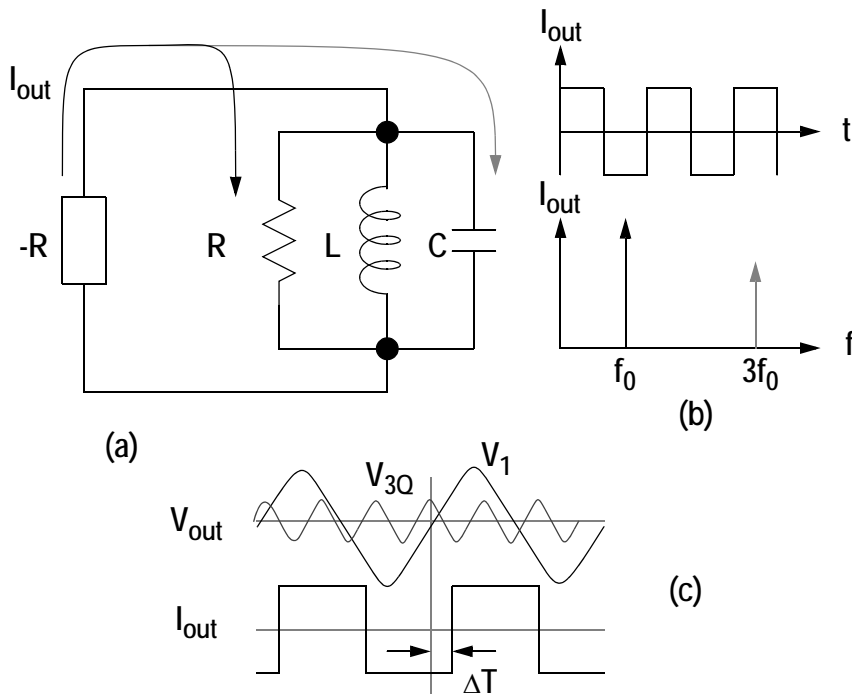 I_out
-R
R
L
C
(a)
I_out
t
I_out
f
f_0
3f_0
(b)
V_3Q
V_1
V_out
I_out
ΔT
(c)